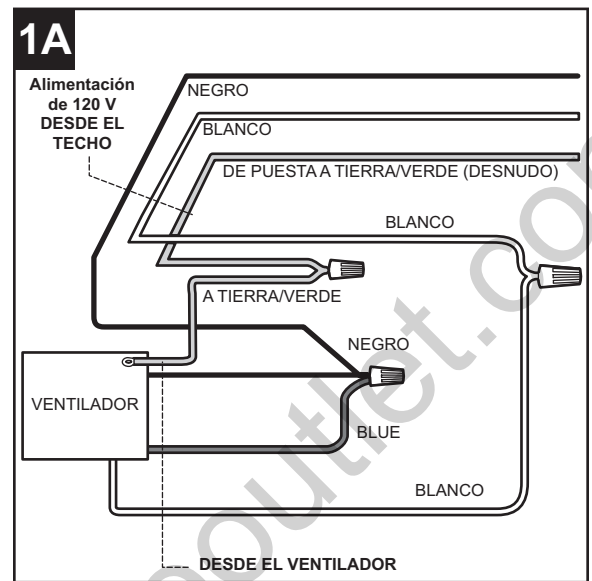 1A
Alimentación
de 120 V
DESDE EL
TECHO
NEGRO
BLANCO
DE PUESTA A TIERRA/VERDE (DESNUDO)
BLANCO
A TIERRA/VERDE
NEGRO
VENTILADOR
BLUE
BLANCO
DESDE EL VENTILADOR